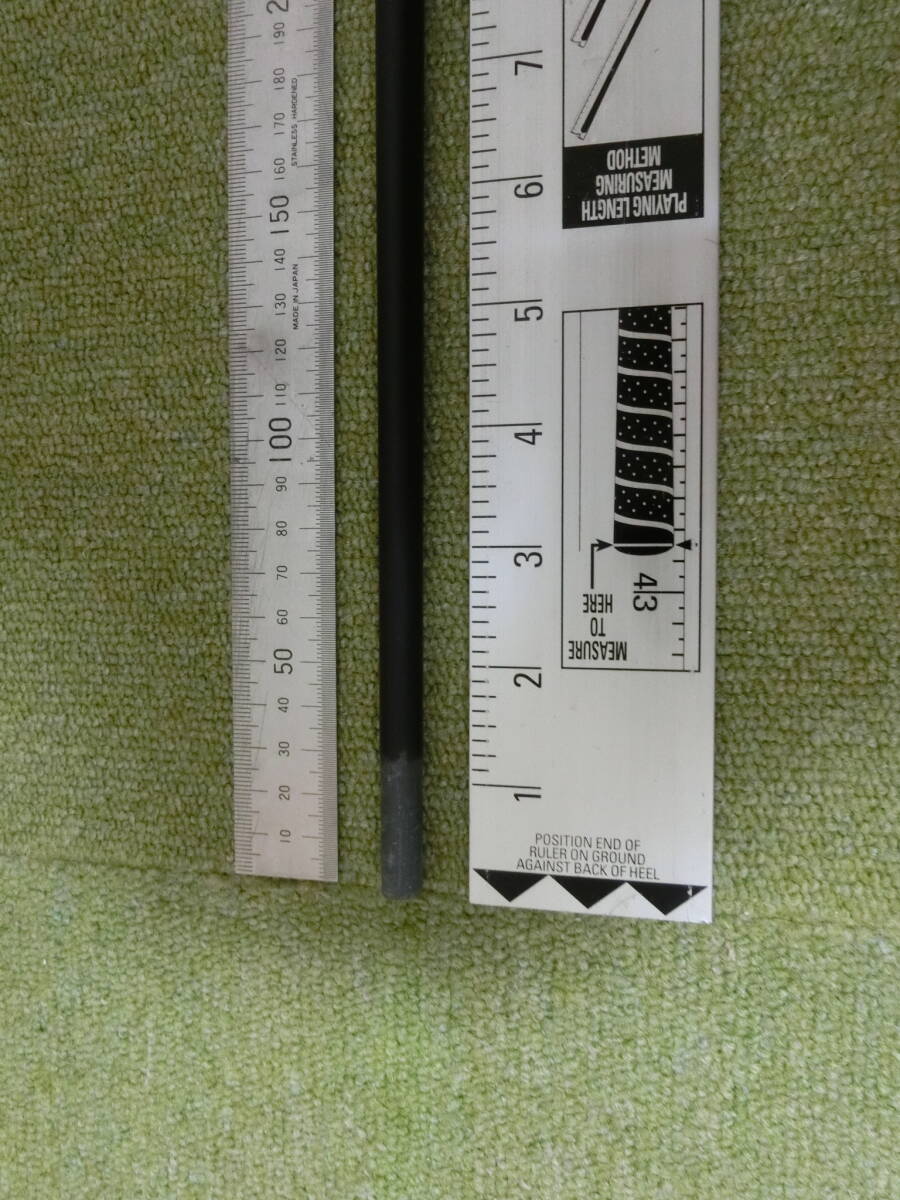 2
190
180
170
160
150
140
130
120
110
100
90
80
70
60
50
40
30
20
10
STAINLESS HARDENED
MADE IN JAPAN
7
6
5
4
3
2
1
PLAYING LENGTH
MEASURING
METHOD
43
MEASURE
TO
HERE
POSITION END OF
RULER ON GROUND
AGAINST BACK OF HEEL